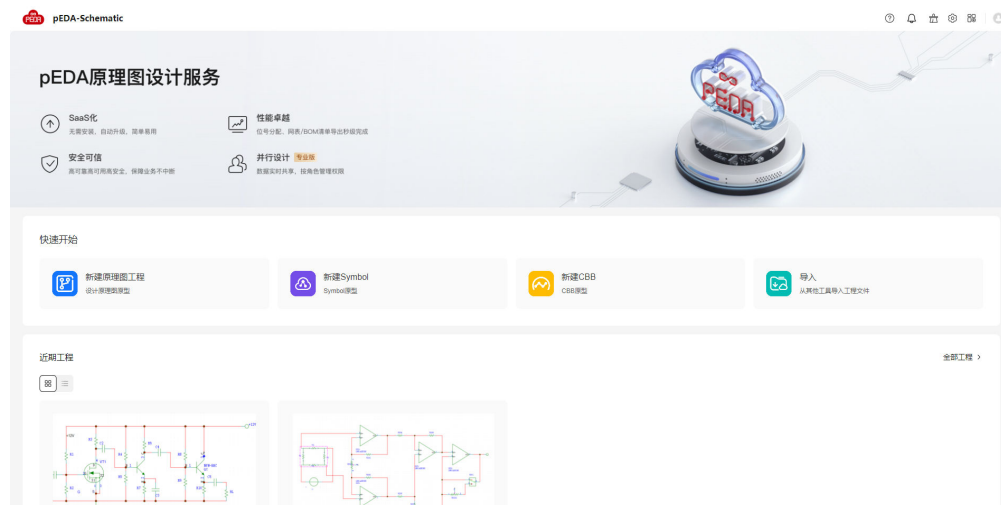 PEDA
pEDA-Schematic
pEDA原理图设计服务
PEDA
SaaS化
无需安装、自动升级、简单易用
性能卓越
位号分配、网表/BOM清单导出秒级完成
安全可信
高可靠高可用高安全，保障业务不中断
并行设计 专业版
数据实时共享，按角色管理权限
快速开始
新建原理图工程
设计原理图原型
新建Symbol
Symbol原型
新建CBB
CBB原型
导入
从其他工具导入工程文件
近期工程
全部工程